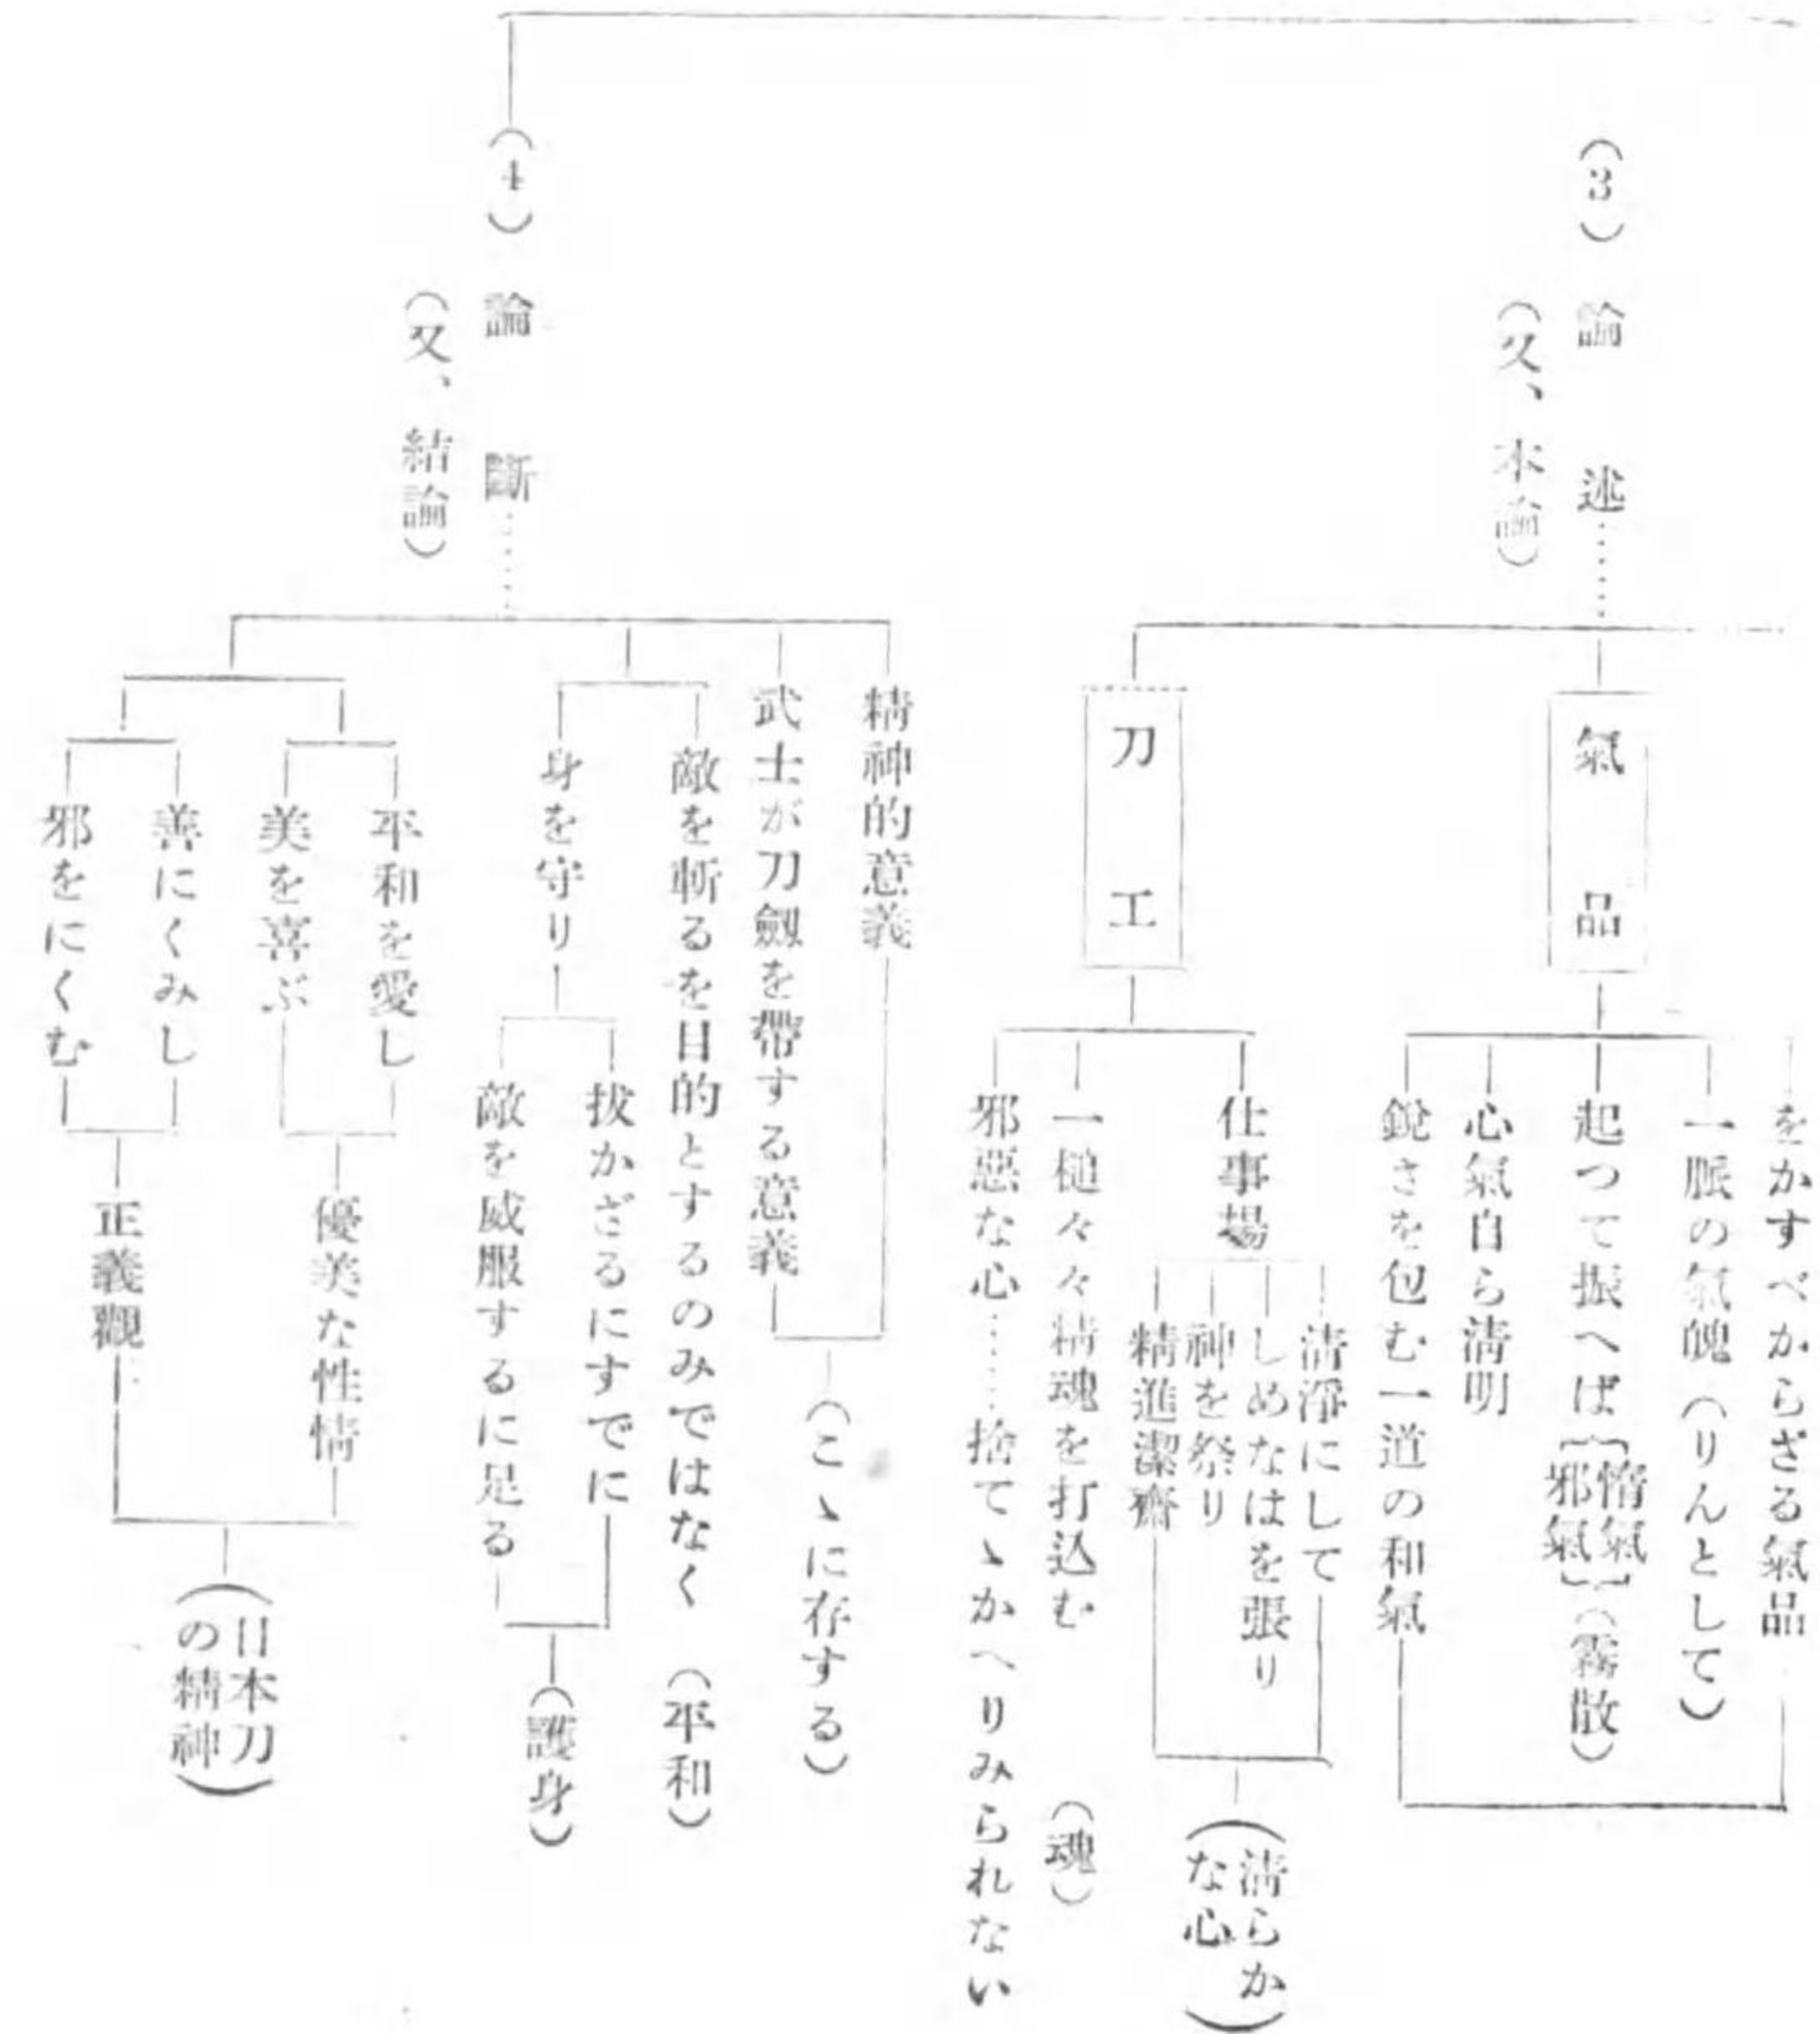 (3) 論述……
(又、本論)
をかすべからざる氣品
氣品
一脈の氣魄(りんとして)
起つて振へば
惰氣
邪氣
(霧散)
心氣自ら淸明
銳さを包む一道の和氣
刀工
仕事場
淸淨にして
しめなはを張り
神を祭り
精進潔齋
(淸らか
な心)
一槌々々精魂を打込む (魂)
邪惡な心……捨てゝかへりみられない
(4) 論斷……
(又、結論)
精神的意義
武士が刀劔を帶する意義
(こゝに存する)
敵を斬るを目的とするのみではなく (平和)
身を守り
拔かざるにすでに
敵を威服するに足る
(護身)
平和を愛し
美を喜ぶ
優美な性情
善にくみし
邪をにくむ
正義觀
(日本刀
の精神)